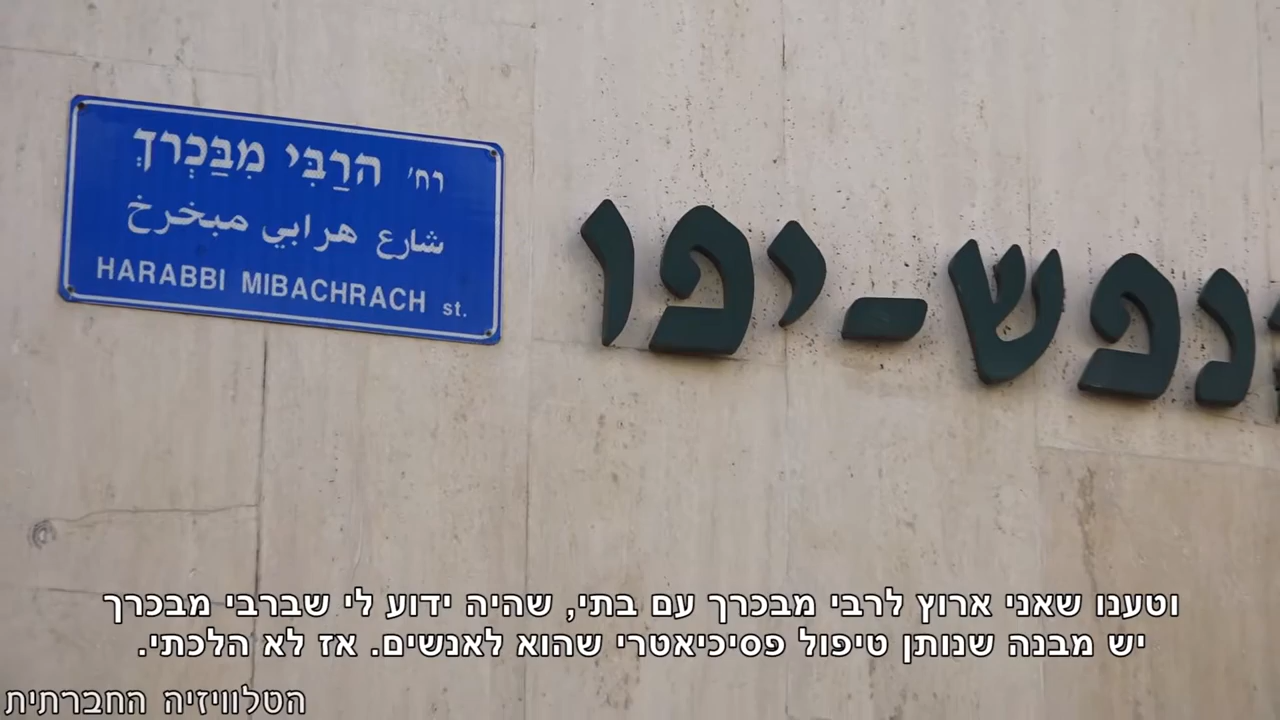 רח' הרַבִּי מִבַּכְרךְ
شارع هرابي مبخرخ
HARABBI MIBACHRACH st.
נפש-יפו
וטענו שאני ארוץ לרבי מבכרך עם בתי, שהיה ידוע לי שברבי מבכרך
יש מבנה שנותן טיפול פסיכיאטרי שהוא לאנשים. אז לא הלכתי.
הטלוויזיה החברתית